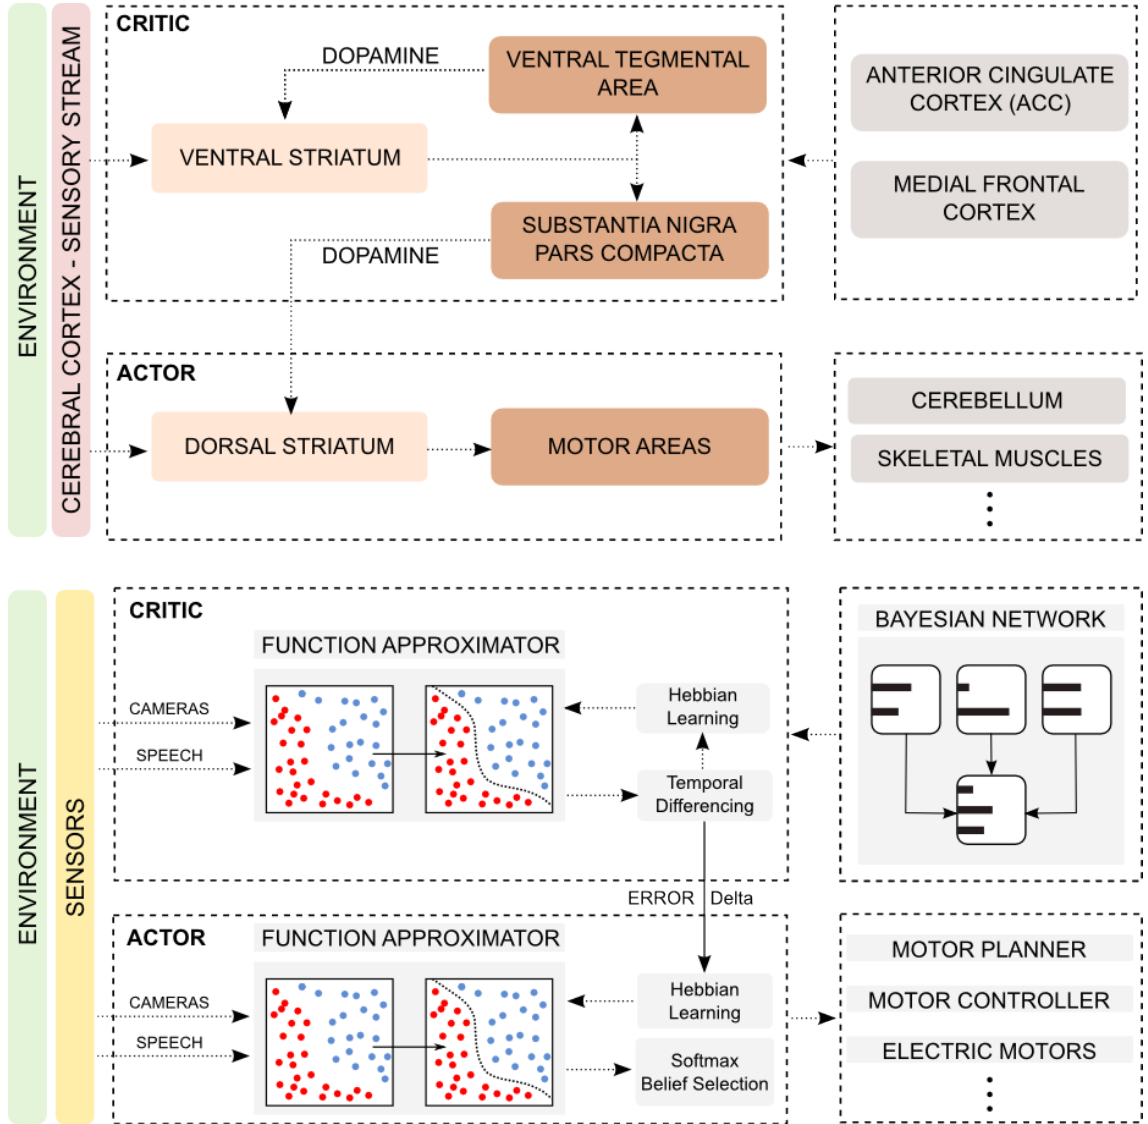 ENVIRONMENT
CEREBRAL CORTEX - SENSORY STREAM
CRITIC
DOPAMINE
VENTRAL TEGMENTAL
AREA
VENTRAL STRIATUM
SUBSTANTIA NIGRA
PARS COMPACTA
DOPAMINE
ANTERIOR CINGULATE
CORTEX (ACC)
MEDIAL FRONTAL
CORTEX
ACTOR
DORSAL STRIATUM
MOTOR AREAS
CEREBELLUM
SKELETAL MUSCLES
ENVIRONMENT
SENSORS
CRITIC
FUNCTION APPROXIMATOR
CAMERAS
SPEECH
Hebbian
Learning
Temporal
Differencing
BAYESIAN NETWORK
ERROR
Delta
ACTOR
FUNCTION APPROXIMATOR
CAMERAS
SPEECH
Hebbian
Learning
Softmax
Belief Selection
MOTOR PLANNER
MOTOR CONTROLLER
ELECTRIC MOTORS